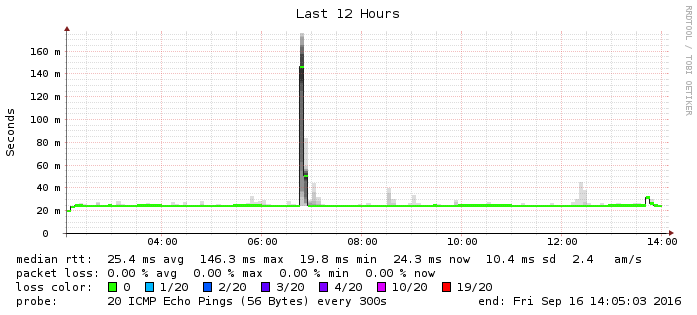 Last 12 Hours
RRDTOOL / TOBI OETIKER
Seconds
160 m
140 m
120 m
100 m
80 m
60 m
40 m
20 m
0
04:00 06:00 08:00 10:00 12:00 14:00
median rtt: 25.4 ms avg 146.3 ms max 19.8 ms min 24.3 ms now 10.4 ms sd 2.4 am/s
packet loss: 0.00 % avg 0.00 % max 0.00 % min 0.00 % now
loss color: 0 1/20 2/20 3/20 4/20 10/20 19/20
probe: 20 ICMP Echo Pings (56 Bytes) every 300s end: Fri Sep 16 14:05:03 2016